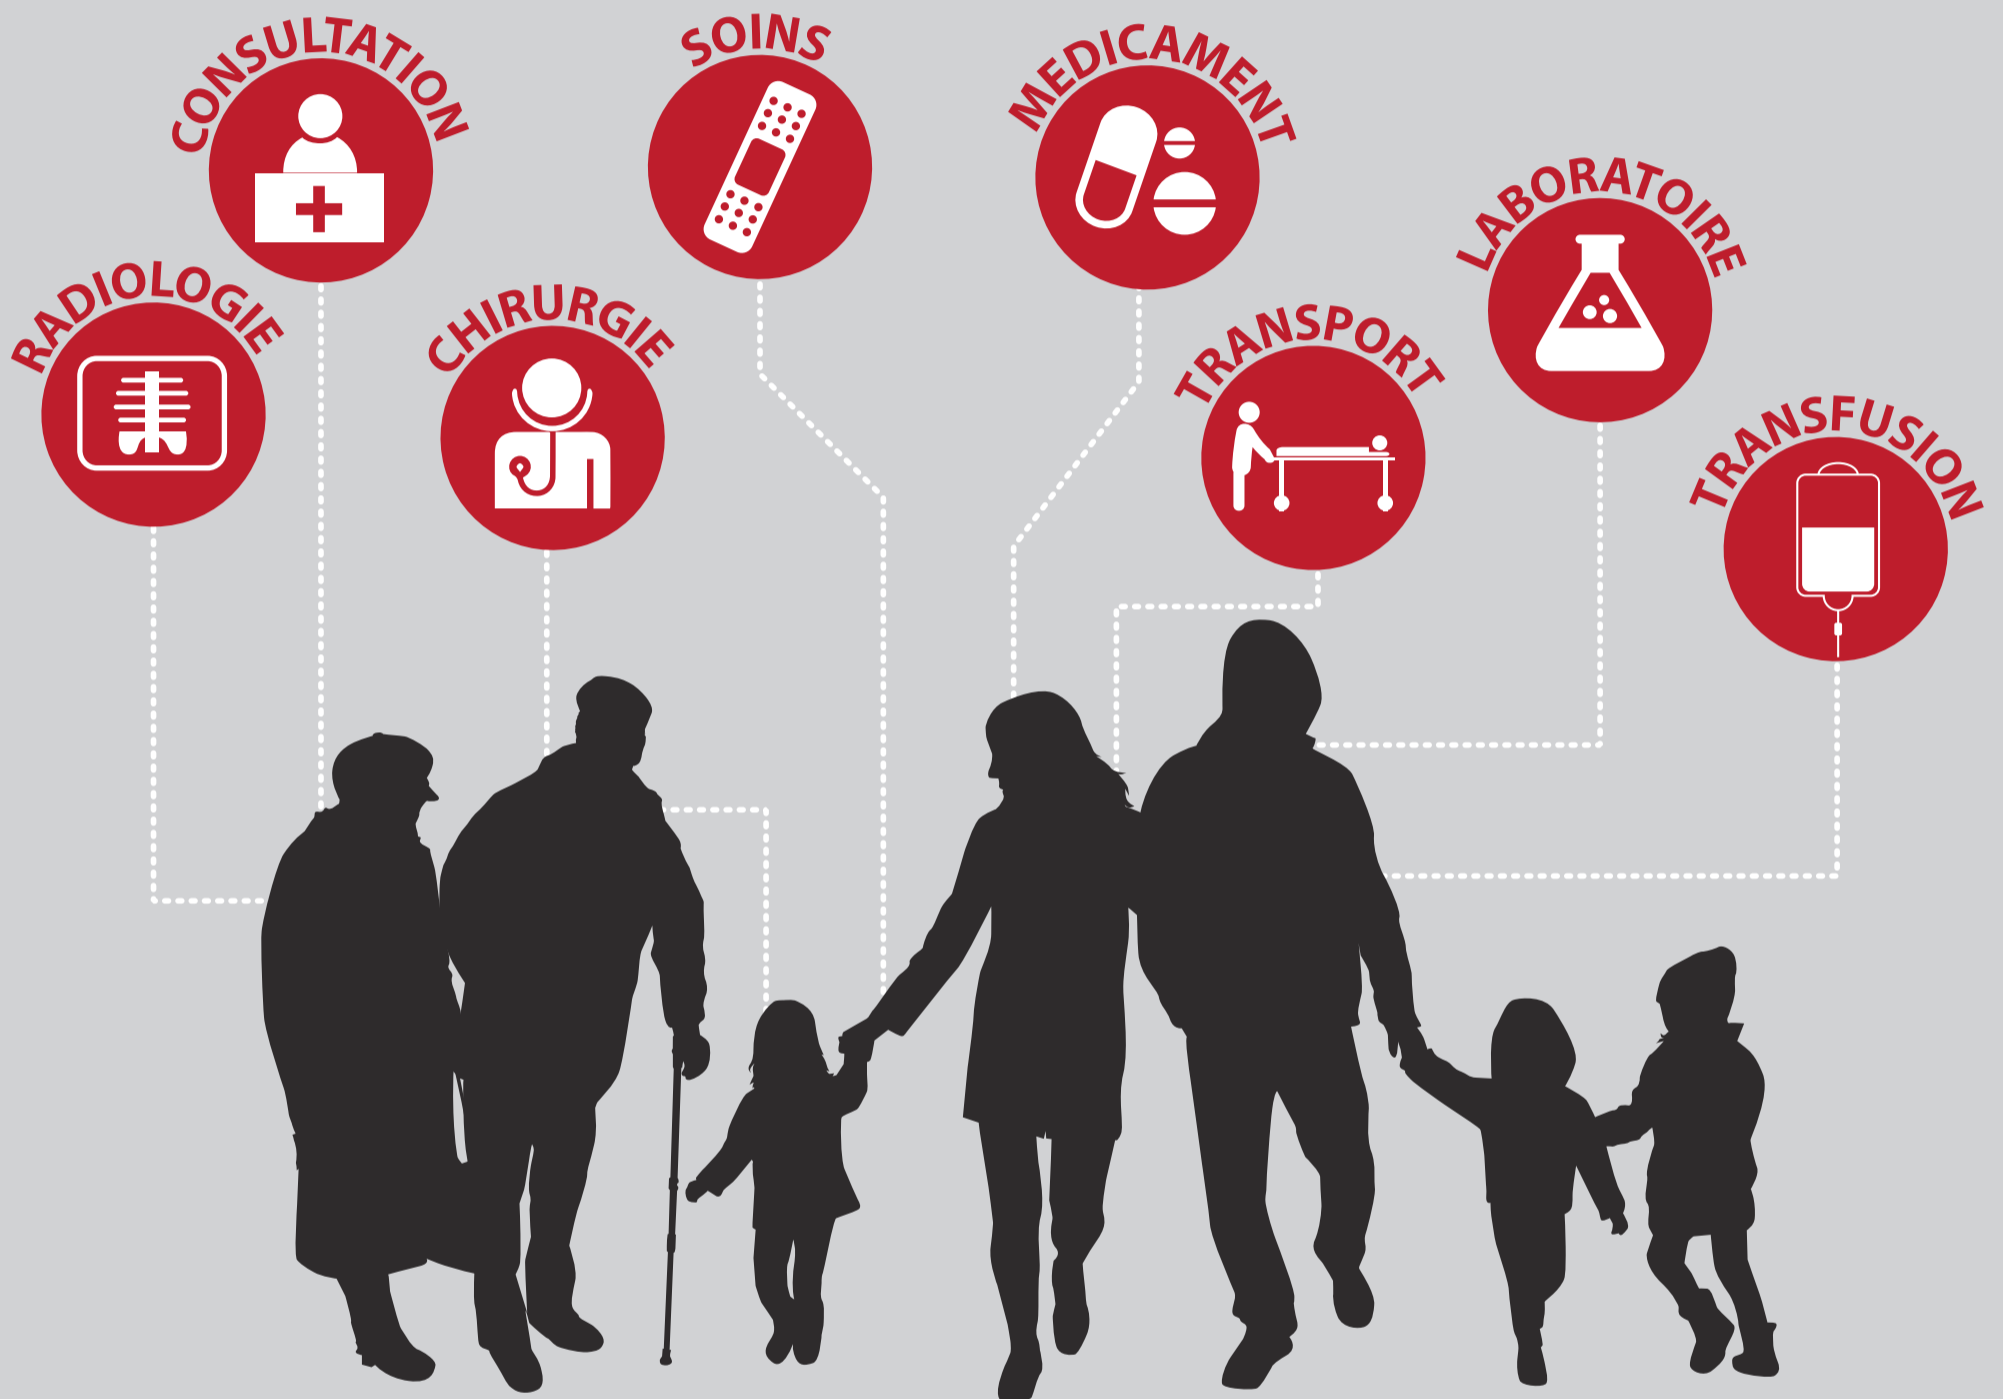 CONSULTATION
SOINS
MEDICAMENT
LABORATOIRE
RADIOLOGIE
CHIRURGIE
TRANSPORT
TRANSFUSION